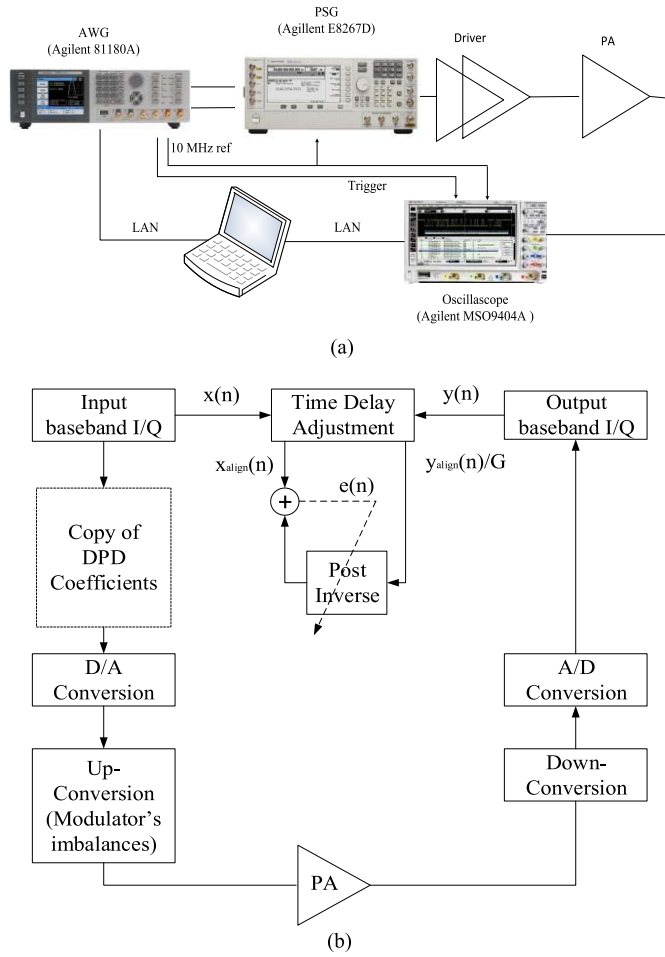 AWG
(Agilent 81180A)
PSG
(Agillent E8267D)
Driver
PA
10 MHz ref
Trigger
LAN
LAN
Oscillascope
(Agilent MSO9404A )
(a)
Input
baseband I/Q
x(n)
Time Delay
Adjustment
y(n)
Output
baseband I/Q
xalign(n)
yalign(n)/G
e(n)
+
Copy of
DPD
Coefficients
Post
Inverse
D/A
Conversion
A/D
Conversion
Up-
Conversion
(Modulator's
imbalances)
Down-
Conversion
PA
(b)